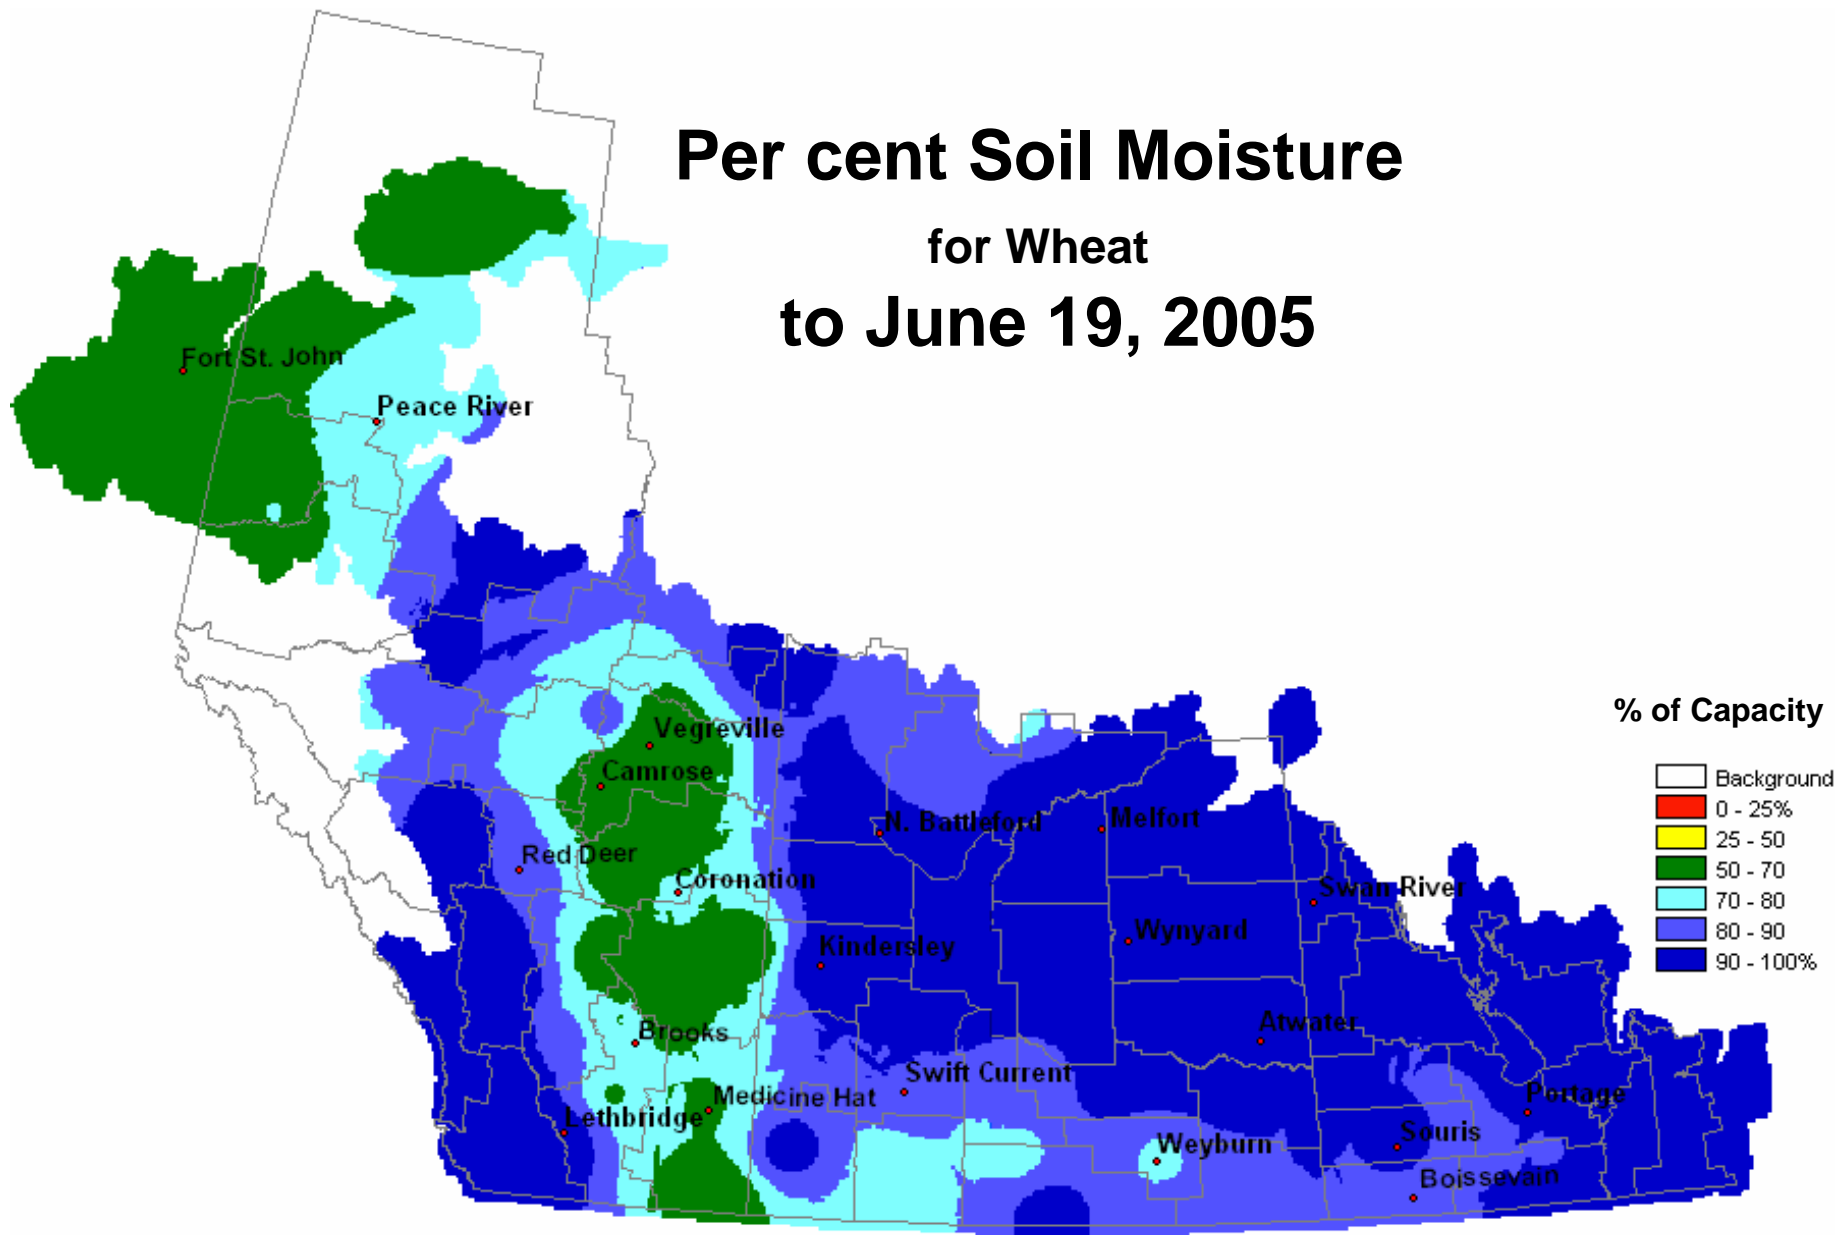 Per cent Soil Moisture
for Wheat
to June 19, 2005
Fort St. John
Peace River
Vegreville
Camrose
Red Deer
Coronation
N. Battleford
Melfort
Swan River
Wynyard
Kindersley
Brooks
Atwater
Swift Current
Medicine Hat
Lethbridge
Portage
Souris
Weyburn
Boissevain
% of Capacity
Background
0 - 25%
25 - 50
50 - 70
70 - 80
80 - 90
90 - 100%